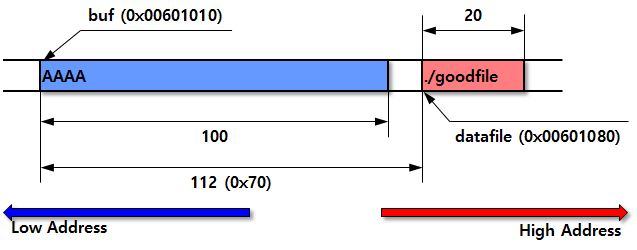 buf (0x00601010)
20
AAAA
./goodfile
100
datafile (0x00601080)
112 (0x70)
Low Address
High Address